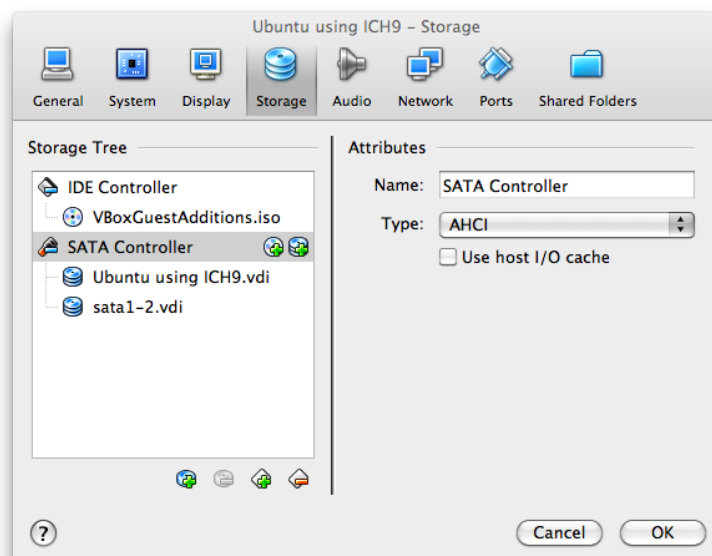 Ubuntu using ICH9 – Storage
General System Display Storage Audio Network Ports Shared Folders
Storage Tree
IDE Controller
VBoxGuestAdditions.iso
SATA Controller
Ubuntu using ICH9.vdi
sata1-2.vdi
Attributes
Name: SATA Controller
Type: AHCI
Use host I/O cache
?
Cancel OK